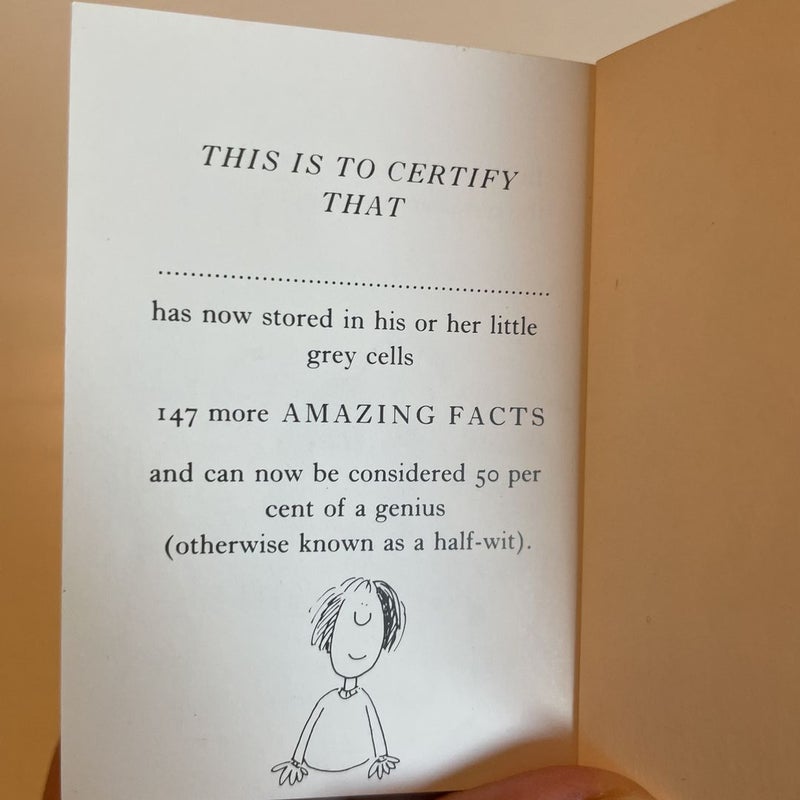 THIS IS TO CERTIFY
THAT
......................................................
has now stored in his or her little
grey cells
147 more AMAZING FACTS
and can now be considered 50 per
cent of a genius
(otherwise known as a half-wit).